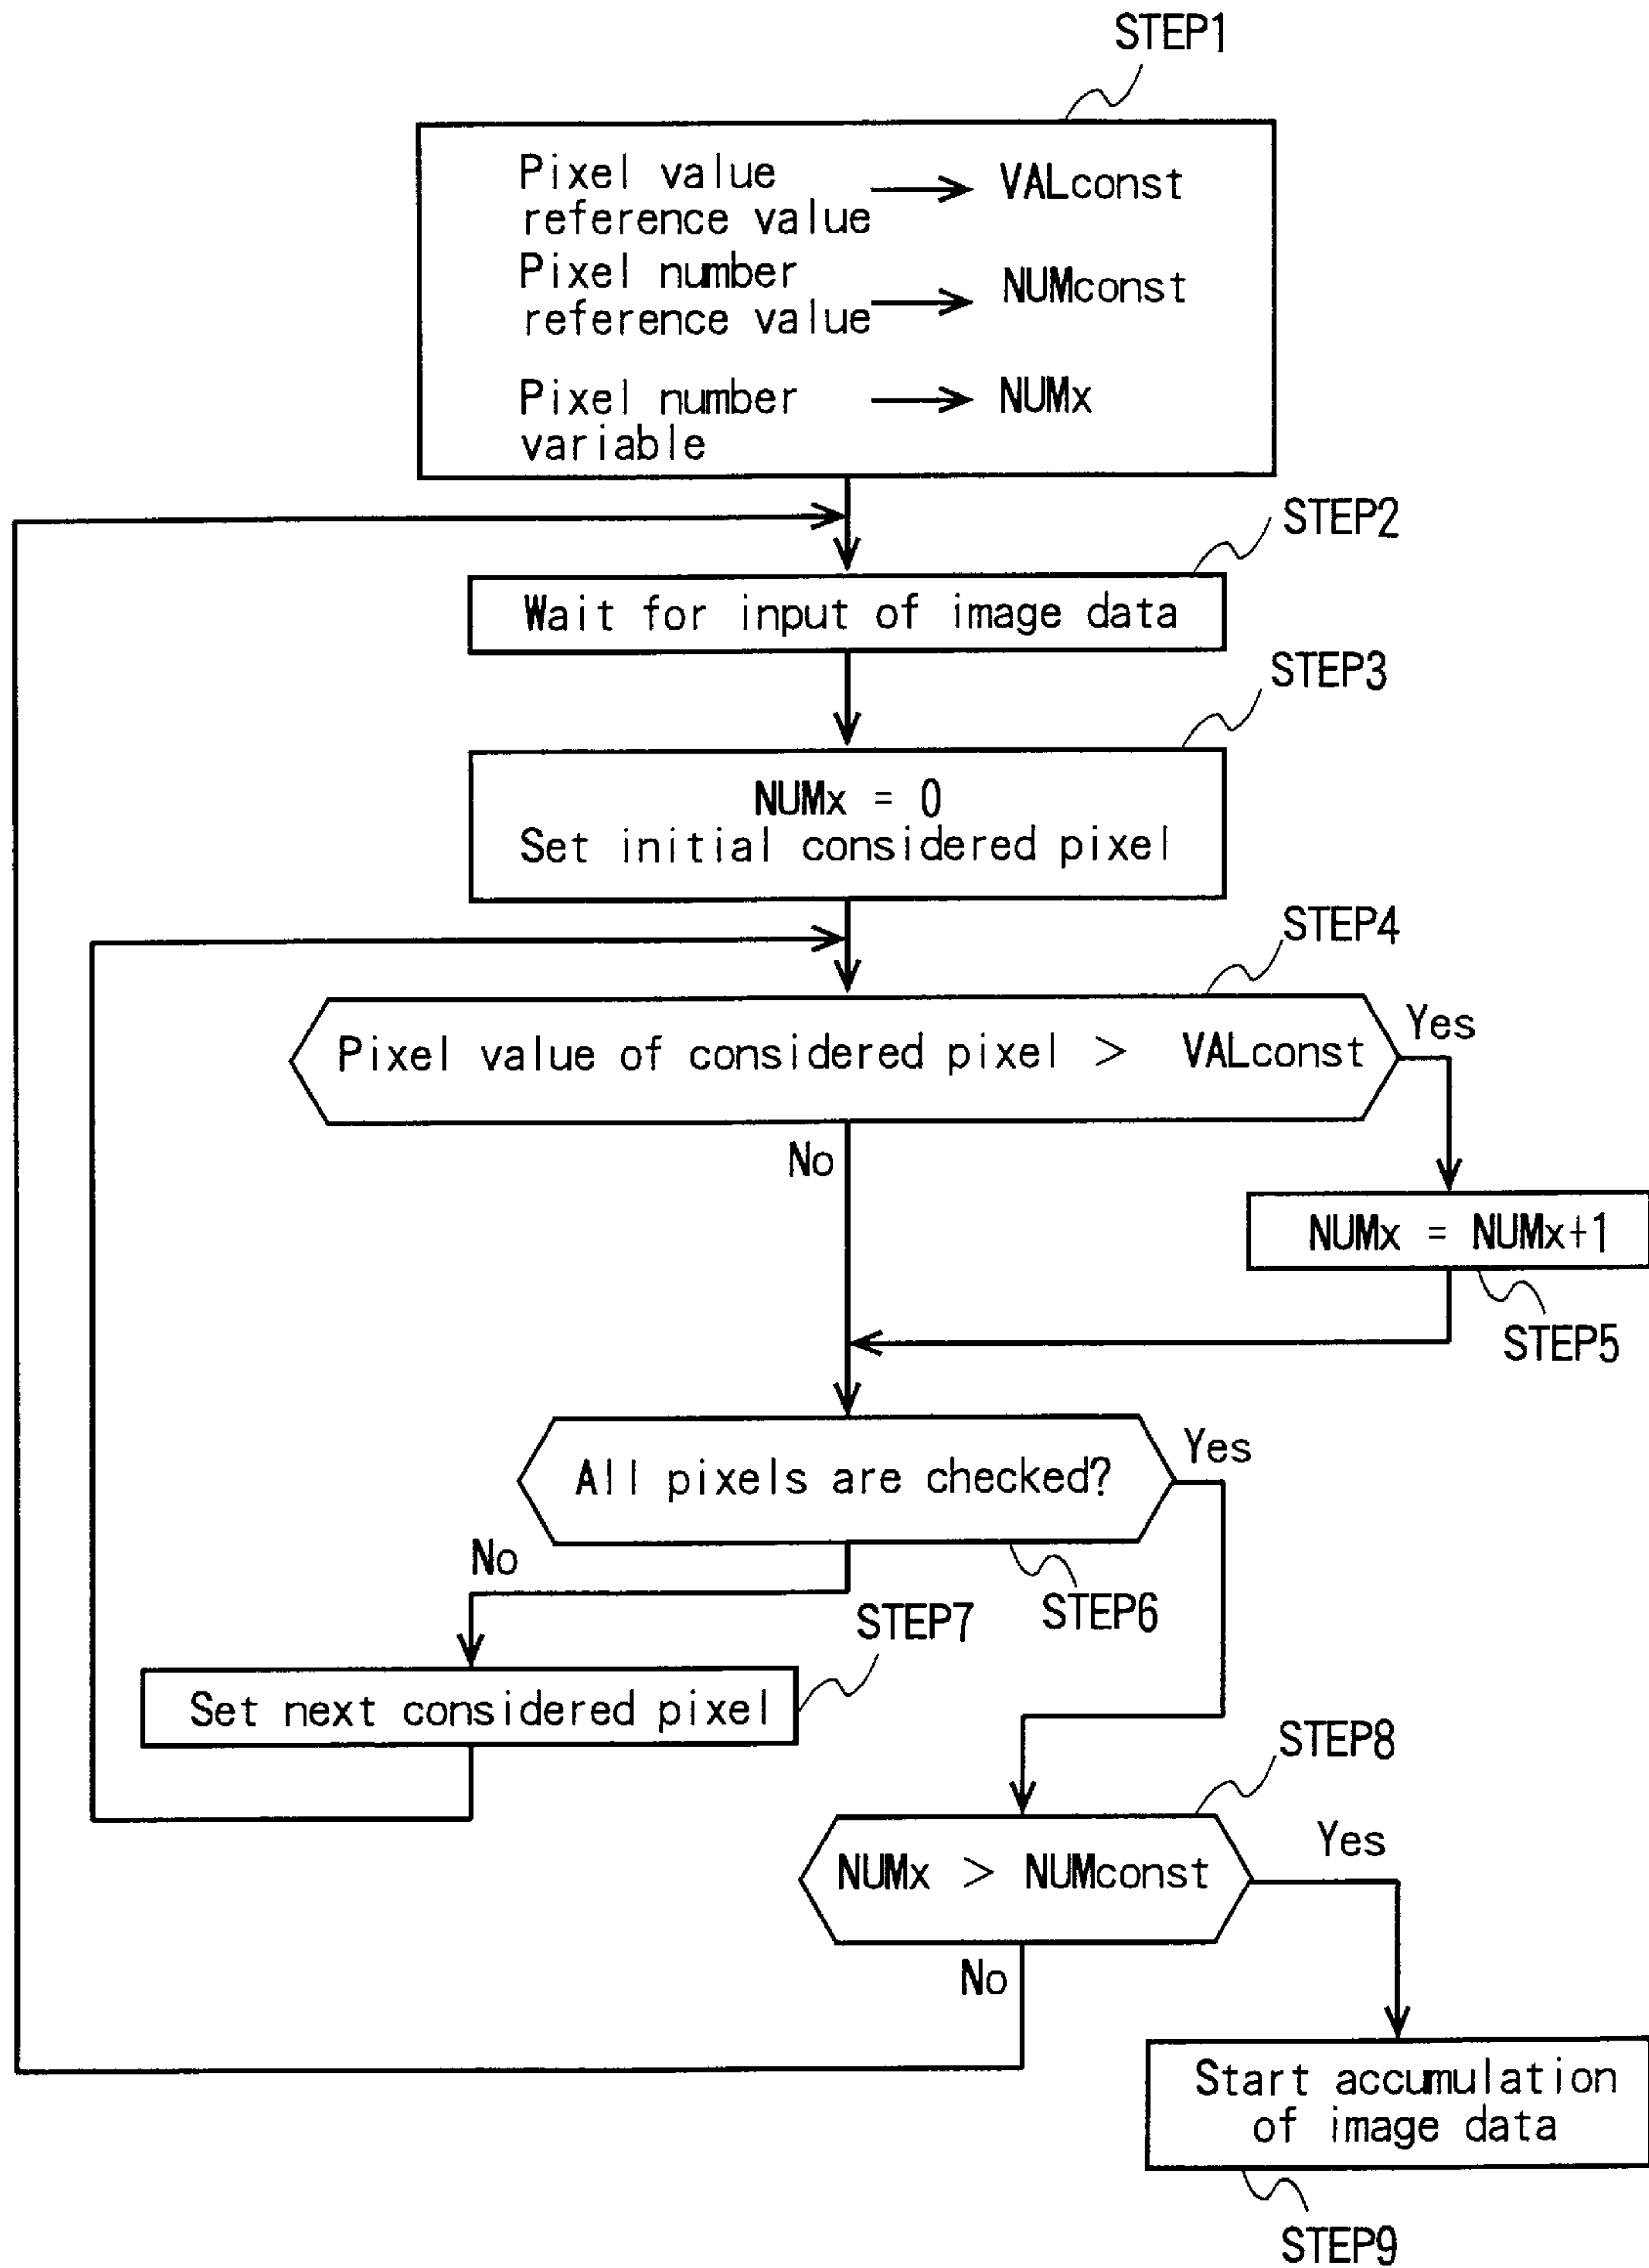 STEP1
Pixel value
reference value → VALconst
Pixel number
reference value → NUMconst
Pixel number → NUMx
variable
STEP2
Wait for input of image data
STEP3
NUMx = 0
Set initial considered pixel
STEP4
Pixel value of considered pixel > VALconst
Yes
No
NUMx = NUMx+1
STEP5
All pixels are checked?
Yes
No
STEP6
STEP7
Set next considered pixel
STEP8
NUMx > NUMconst
Yes
No
Start accumulation
of image data
STEP9